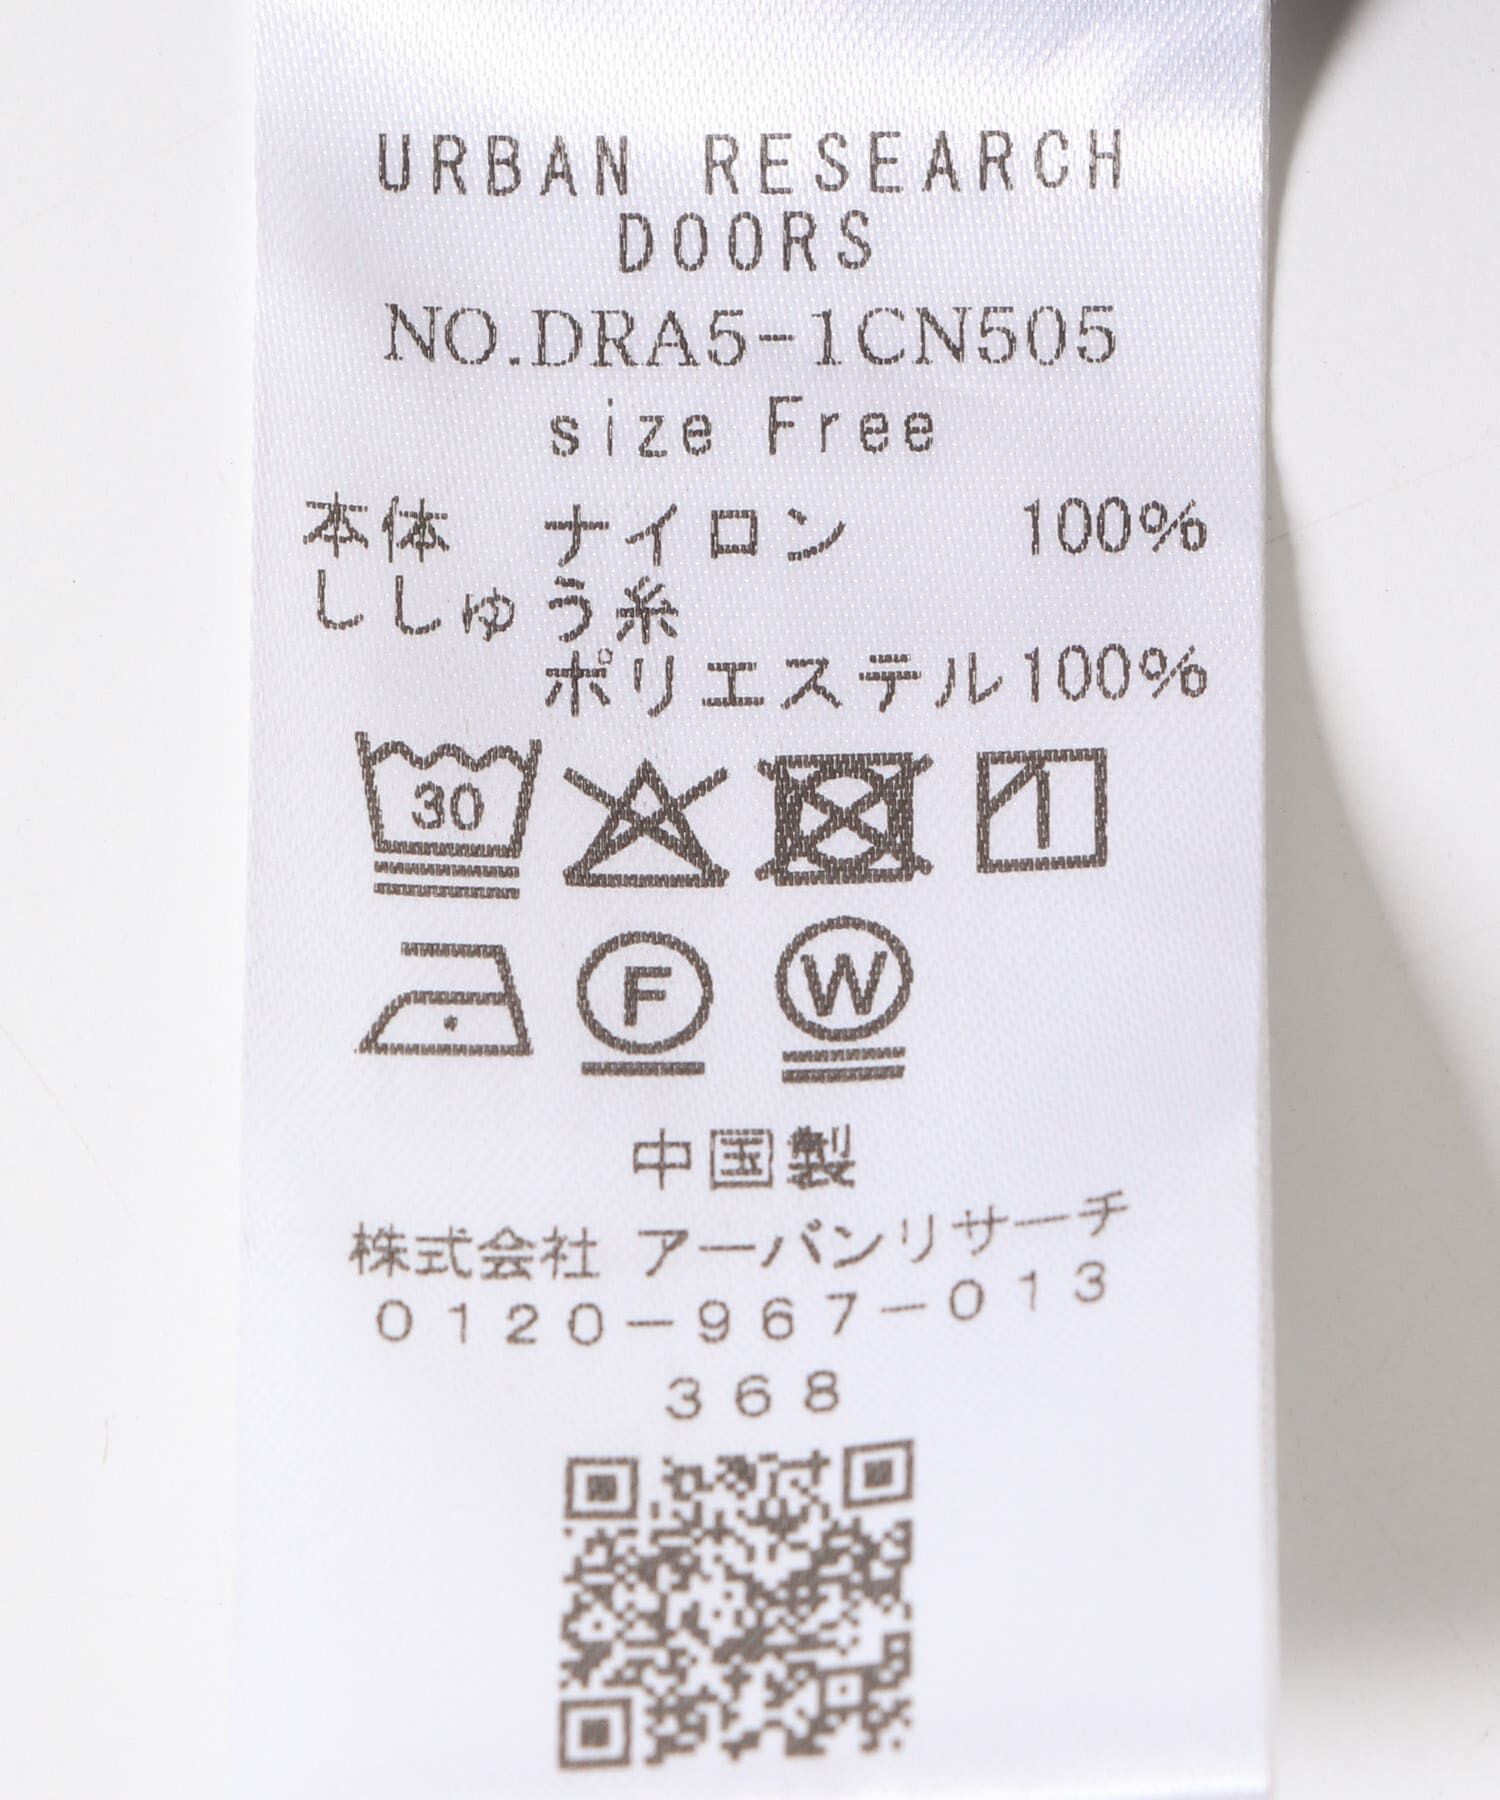 URBAN RESEARCH
DOORS
NO.DRA5-1CN505
size Free
本体 ナイロン 100%
ししゅう糸
ポリエステル100%
30
F W
中国製
株式会社 アーバンリサーチ
0120-967-013
368